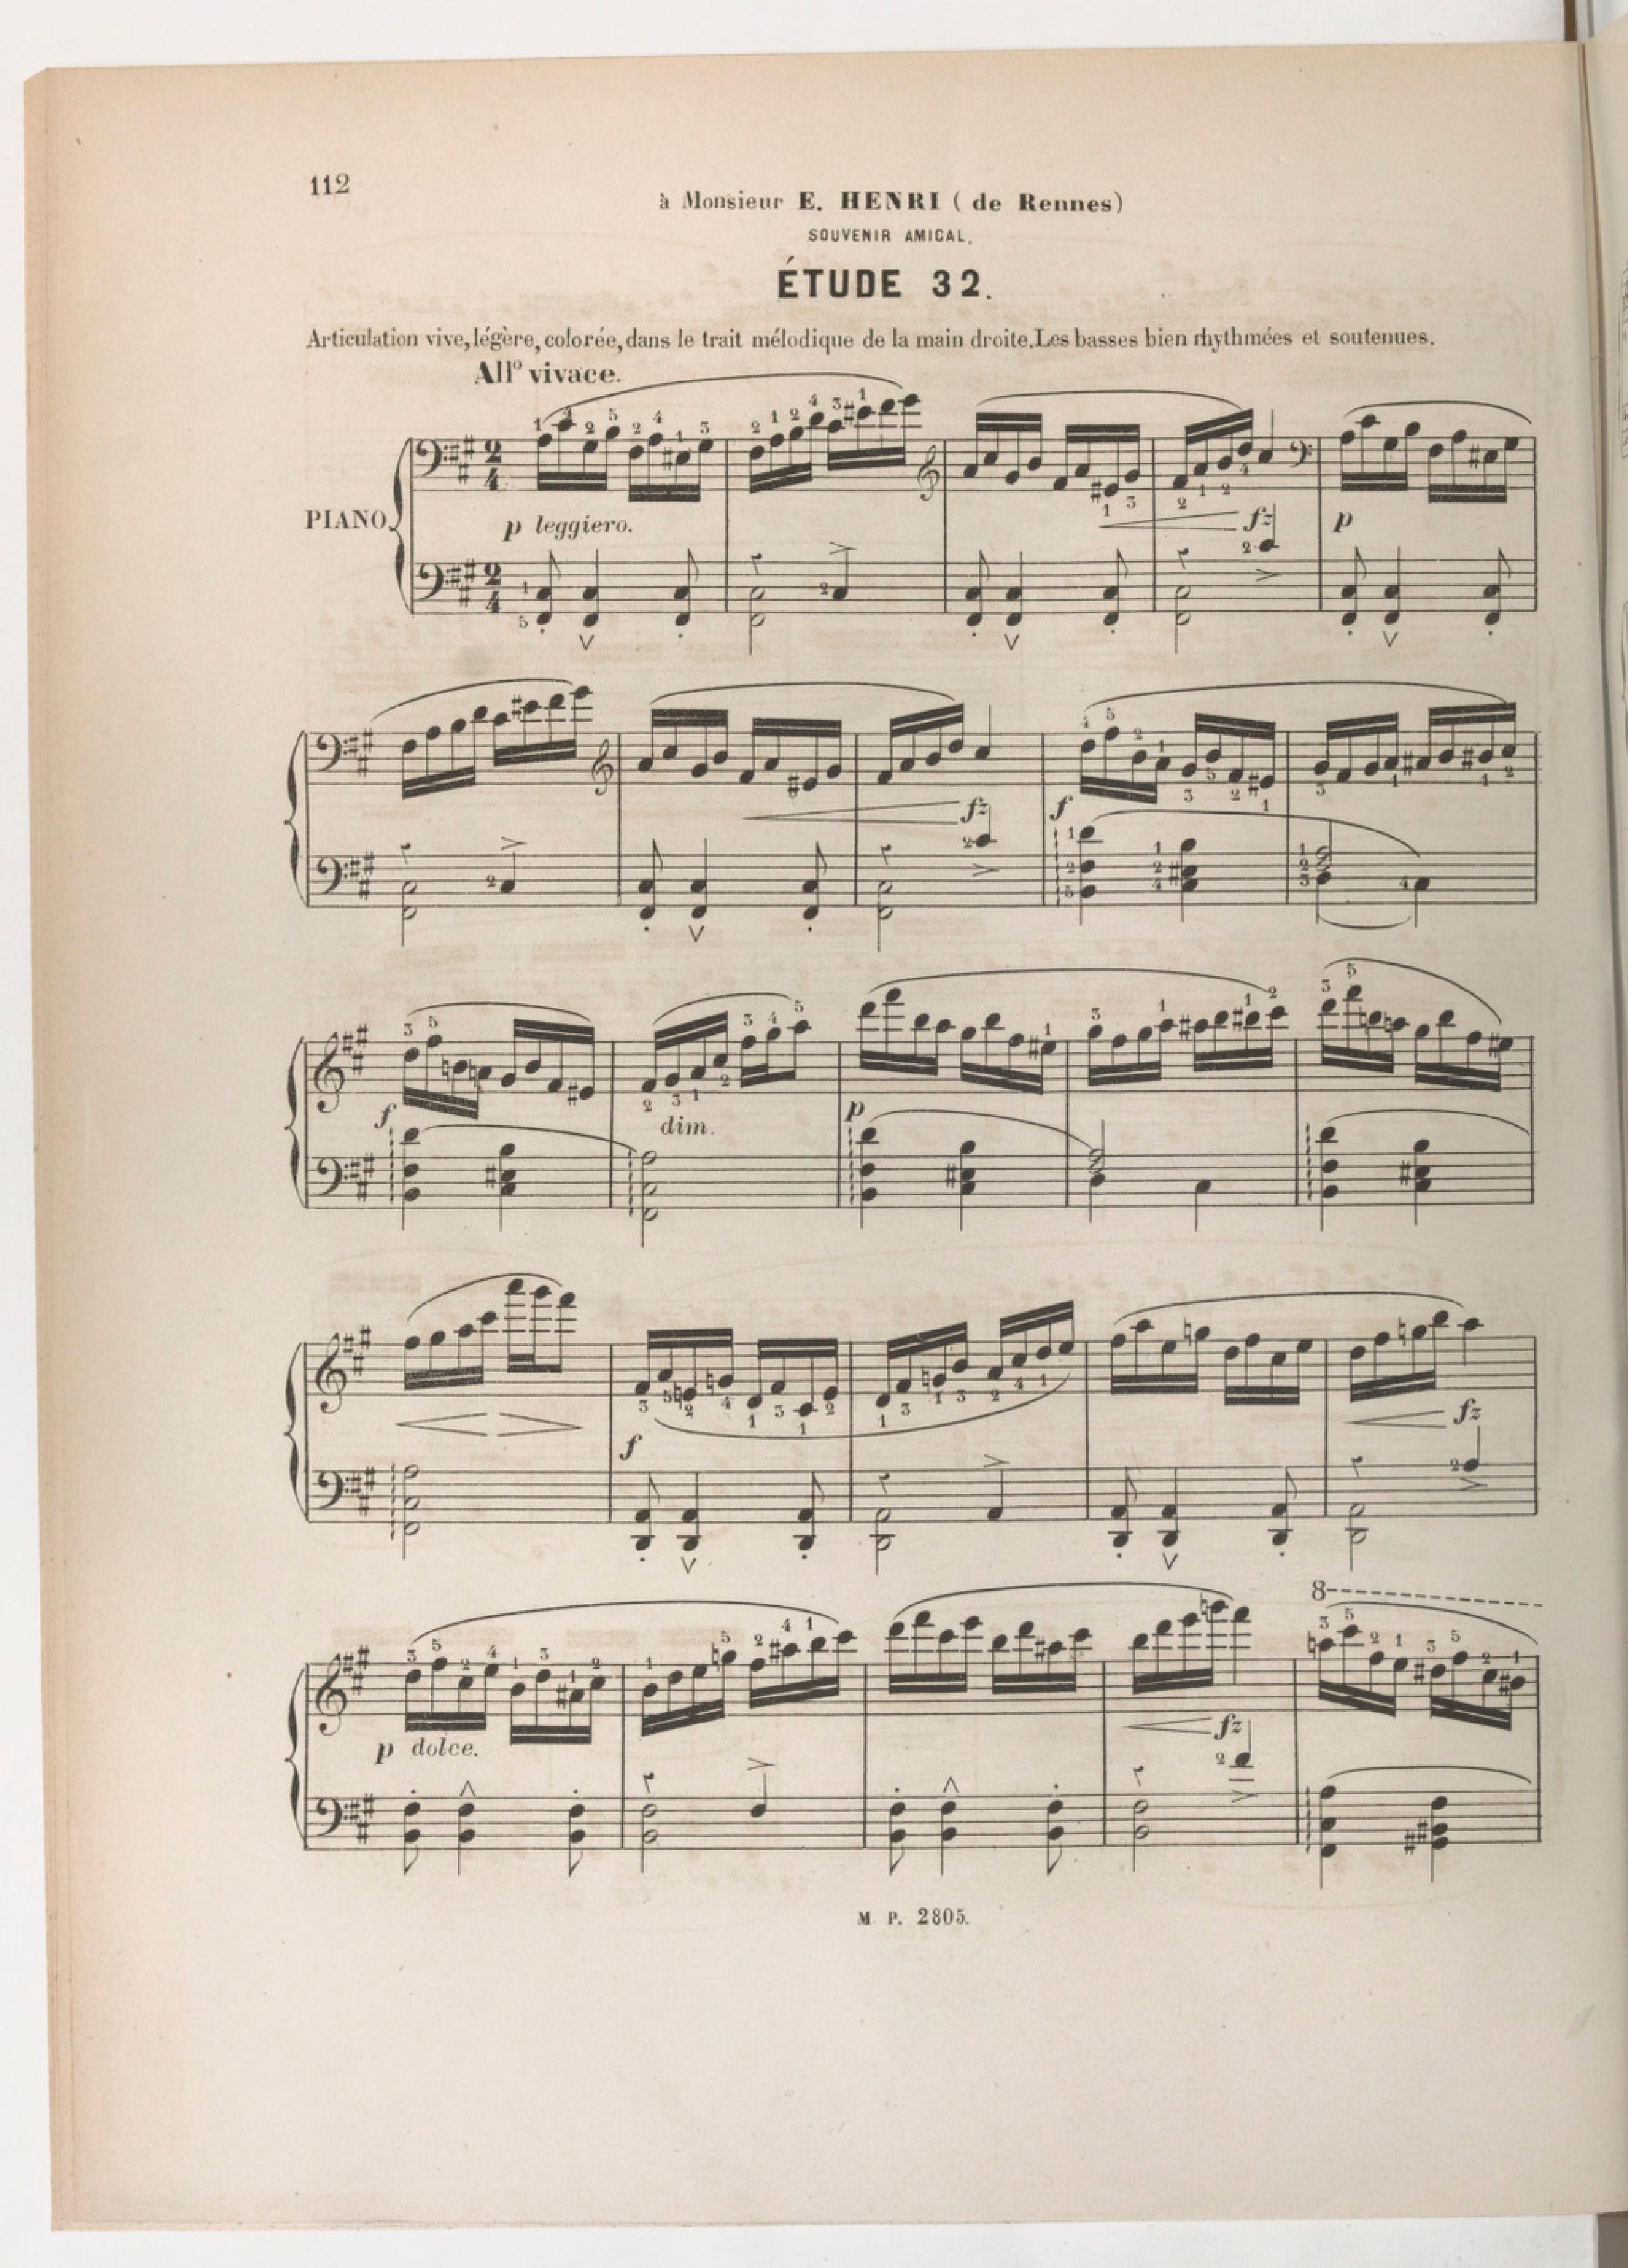 112
à Monsieur E. HENRI ( de Rennes)
SOUVENIR AMICAL.
ÉTUDE 32.
Articulation vive, légère, colorée, dans le trait mélodique de la main droite. Les basses bien rhythmées et soutenues.
Allº vivace.
PIANO.
p leggiero.
fz
p
fz
f
f
dim.
p
f
fz
8
p dolce.
fz
M. P. 2805.